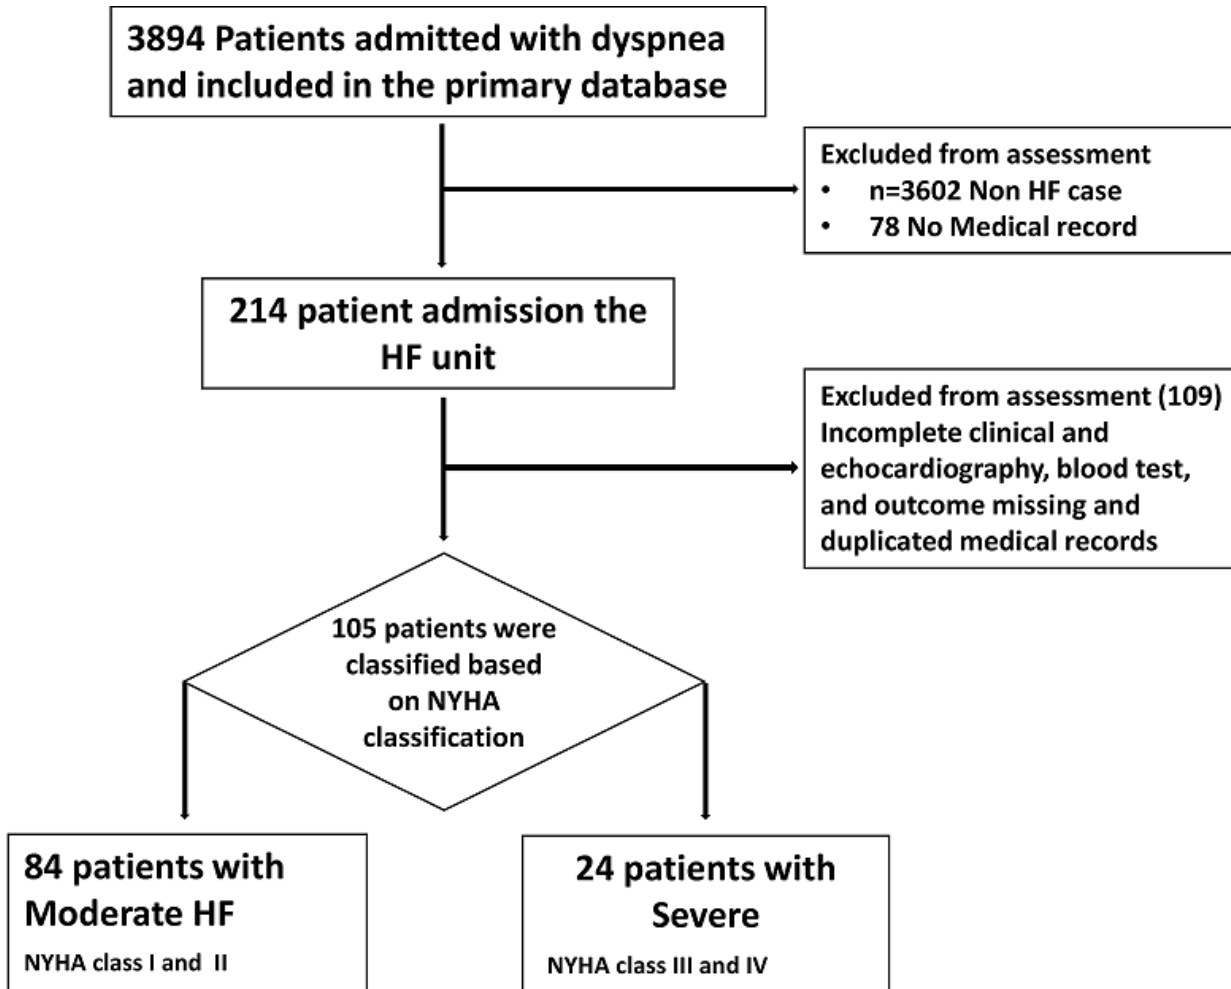 3894 Patients admitted with dyspnea
and included in the primary database
Excluded from assessment
• n=3602 Non HF case
• 78 No Medical record
214 patient admission the
HF unit
Excluded from assessment (109)
Incomplete clinical and
echocardiography, blood test,
and outcome missing and
duplicated medical records
105 patients were
classified based
on NYHA
classification
84 patients with
Moderate HF
NYHA class I and II
24 patients with
Severe
NYHA class III and IV